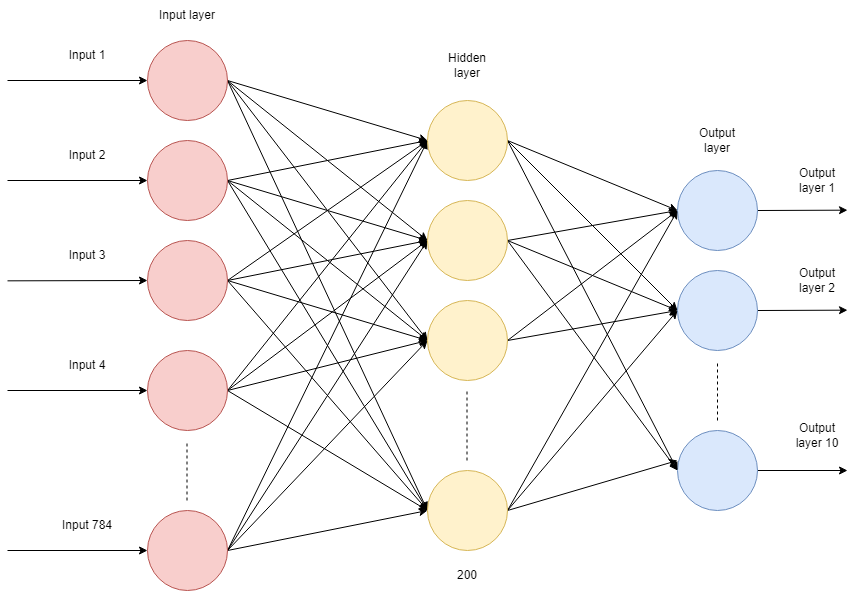 Input layer
Input 1
Input 2
Input 3
Input 4
Input 784
Hidden
layer
200
Output
layer
Output
layer 1
Output
layer 2
Output
layer 10